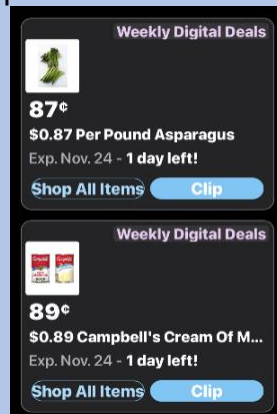 Weekly Digital Deals
87¢
$0.87 Per Pound Asparagus
Exp. Nov. 24 - 1 day left!
Shop All Items
Clip
Weekly Digital Deals
Campbell's
89¢
$0.89 Campbell's Cream Of M...
Exp. Nov. 24 - 1 day left!
Shop All Items
Clip